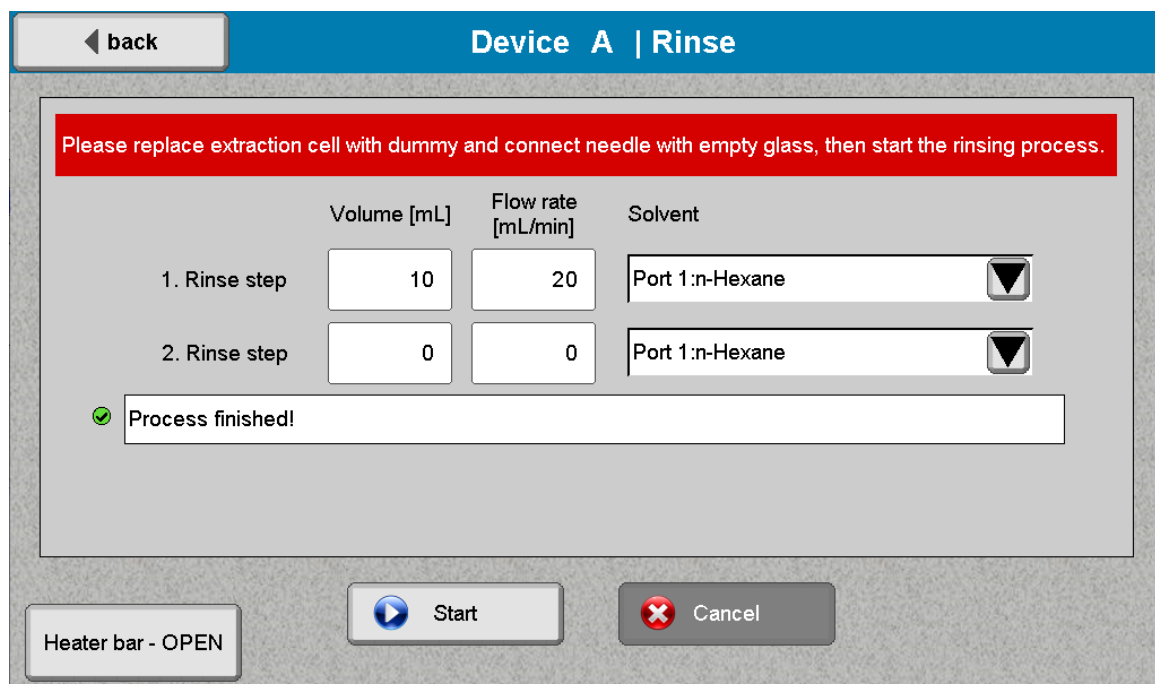 back
Device A | Rinse
Please replace extraction cell with dummy and connect needle with empty glass, then start the rinsing process.
Volume [mL]
Flow rate
[mL/min]
Solvent
1. Rinse step
10
20
Port 1:n-Hexane
2. Rinse step
0
0
Port 1:n-Hexane
Process finished!
Start
Cancel
Heater bar - OPEN